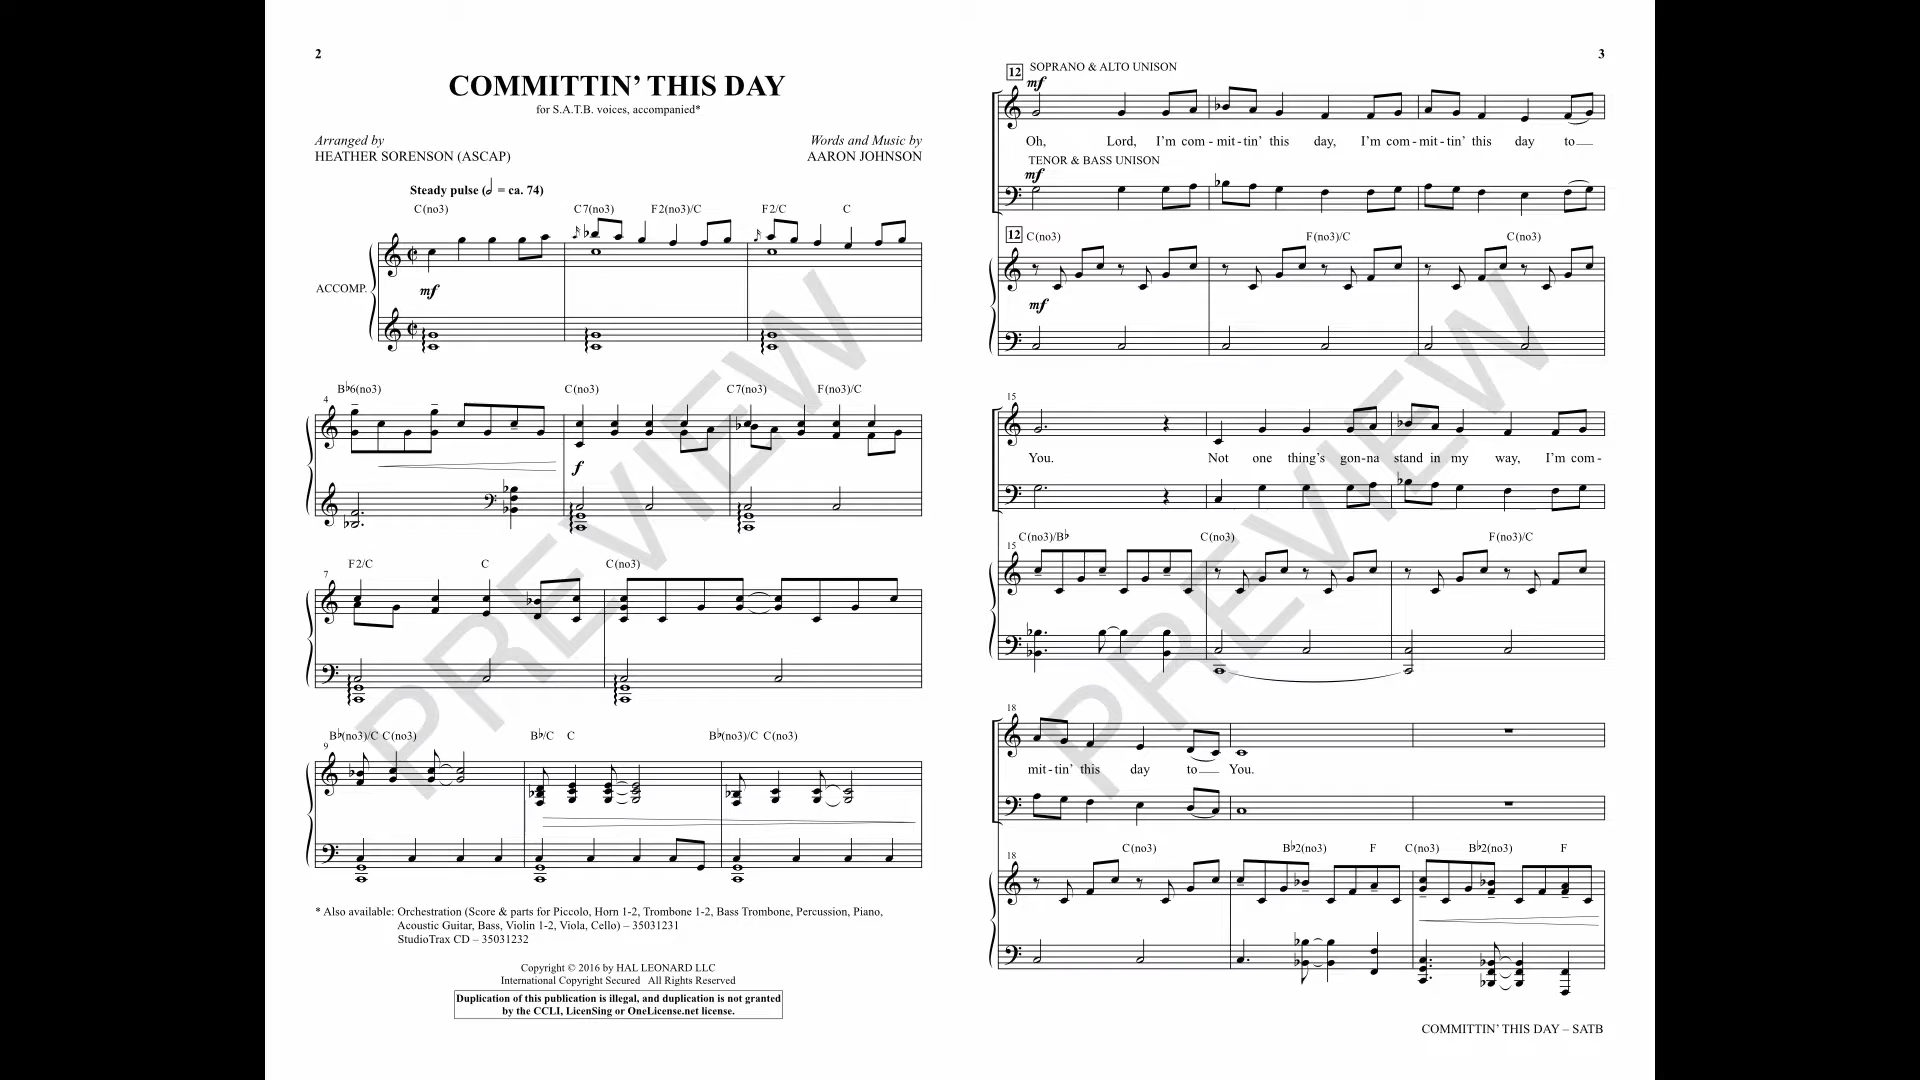 2
COMMITTIN' THIS DAY
for S.A.T.B. voices, accompanied*
Arranged by
HEATHER SORENSON (ASCAP)
Words and Music by
AARON JOHNSON
Steady pulse (𝅗𝅥 = ca. 74)
C(no3) C7(no3) F2(no3)/C F2/C C
ACCOMP.
mf
B♭6(no3) C(no3) C7(no3) F(no3)/C
4
f
F2/C C C(no3)
7
B♭(no3)/C C(no3) B♭/C C B♭(no3)/C C(no3)
9
* Also available: Orchestration (Score & parts for Piccolo, Horn 1-2, Trombone 1-2, Bass Trombone, Percussion, Piano,
Acoustic Guitar, Bass, Violin 1-2, Viola, Cello) – 35031231
StudioTrax CD – 35031232
Copyright © 2016 by HAL LEONARD LLC
International Copyright Secured All Rights Reserved
Duplication of this publication is illegal, and duplication is not granted
by the CCLI, LicenSing or OneLicense.net license.
PREVIEW
3
12 SOPRANO & ALTO UNISON
mf
Oh, Lord, I'm com - mit - tin' this day, I'm com - mit - tin' this day to
TENOR & BASS UNISON
mf
12 C(no3) F(no3)/C C(no3)
mf
15
You. Not one thing's gon-na stand in my way, I'm com -
C(no3)/B♭ C(no3) F(no3)/C
15
18
mit - tin' this day to You.
C(no3) B♭2(no3) F C(no3) B♭2(no3) F
18
PREVIEW
COMMITTIN' THIS DAY – SATB